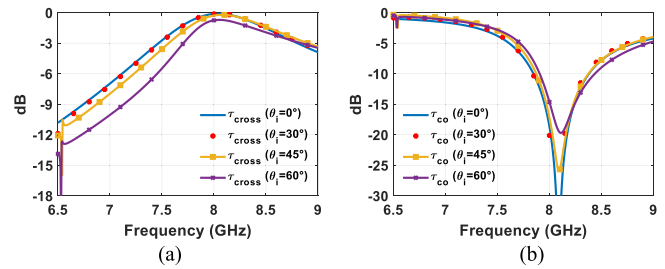 0
-3
-6
-9
-12
-15
-18
dB
6.5 7 7.5 8 8.5 9
Frequency (GHz)
τcross (θi=0°)
τcross (θi=30°)
τcross (θi=45°)
τcross (θi=60°)
(a)
0
-5
-10
-15
-20
-25
-30
dB
6.5 7 7.5 8 8.5 9
Frequency (GHz)
τco (θi=0°)
τco (θi=30°)
τco (θi=45°)
τco (θi=60°)
(b)